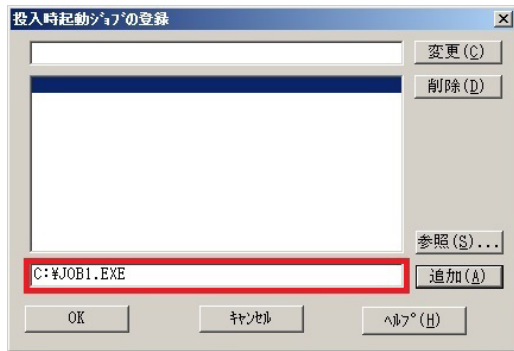 投入時起動ｼﾞｮﾌﾞの登録
変更(C)
削除(D)
参照(S)...
C:¥JOB1.EXE
追加(A)
OK
ｷｬﾝｾﾙ
ﾍﾙﾌﾟ(H)